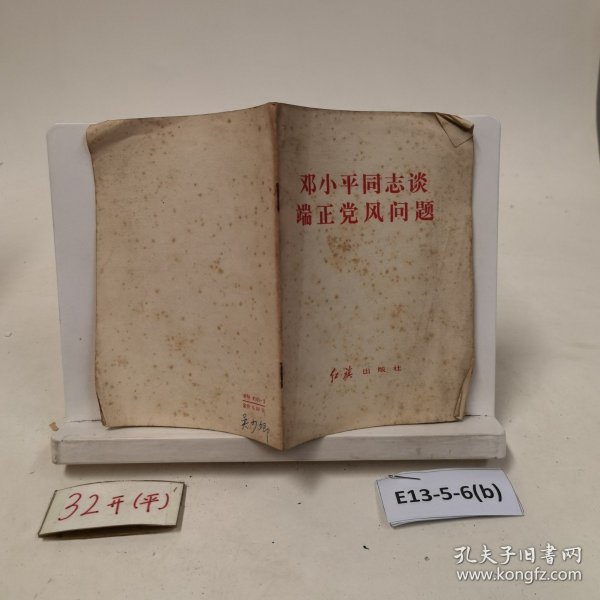 邓小平同志谈
端正党风问题
红旗 出版社
32开(平)
E13-5-6(b)
孔夫子旧书网
www.kongfz.com